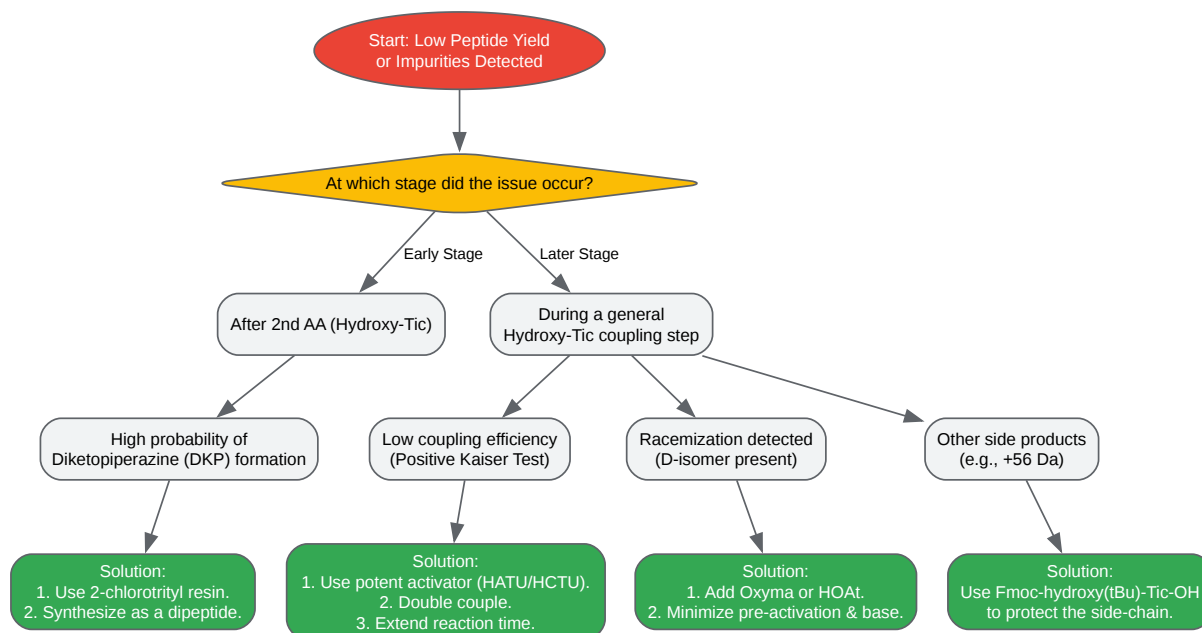 Start: Low Peptide Yield
or Impurities Detected
At which stage did the issue occur?
Early Stage
Later Stage
After 2nd AA (Hydroxy-Tic)
During a general
Hydroxy-Tic coupling step
High probability of
Diketopiperazine (DKP) formation
Low coupling efficiency
(Positive Kaiser Test)
Racemization detected
(D-isomer present)
Other side products
(e.g., +56 Da)
Solution:
1. Use 2-chlorotrityl resin.
2. Synthesize as a dipeptide.
Solution:
1. Use potent activator (HATU/HCTU).
2. Double couple.
3. Extend reaction time.
Solution:
1. Add Oxyma or HOAt.
2. Minimize pre-activation & base.
Solution:
Use Fmoc-hydroxy(tBu)-Tic-OH
to protect the side-chain.